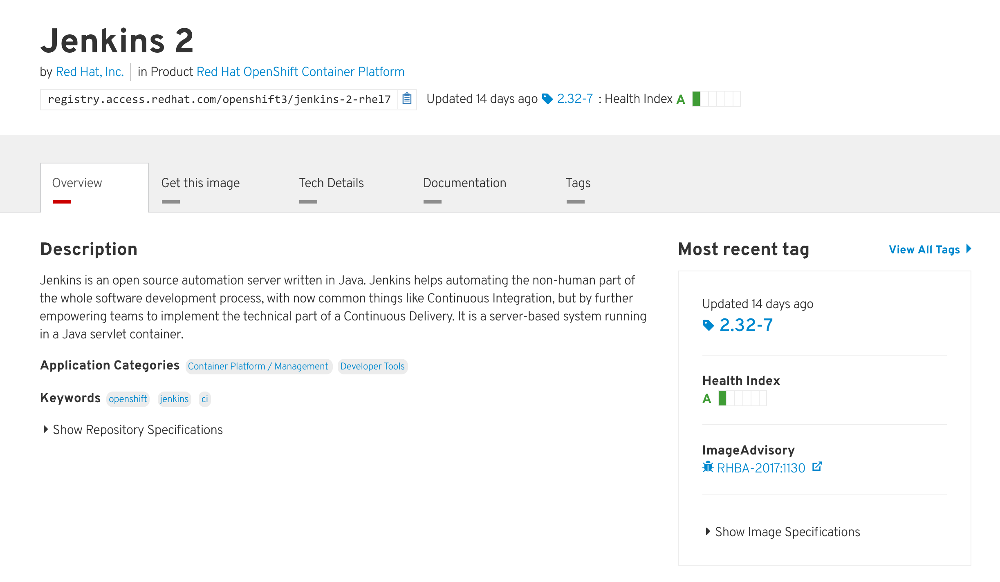 Jenkins 2
by Red Hat, Inc. in Product Red Hat OpenShift Container Platform
registry.access.redhat.com/openshift3/jenkins-2-rhel7 Updated 14 days ago 2.32-7 : Health Index A
Overview Get this image Tech Details Documentation Tags
Description
Jenkins is an open source automation server written in Java. Jenkins helps automating the non-human part of
the whole software development process, with now common things like Continuous Integration, but by further
empowering teams to implement the technical part of a Continuous Delivery. It is a server-based system running
in a Java servlet container.
Application Categories Container Platform / Management Developer Tools
Keywords openshift jenkins ci
Show Repository Specifications
Most recent tag View All Tags
Updated 14 days ago
2.32-7
Health Index
A
ImageAdvisory
RHBA-2017:1130
Show Image Specifications